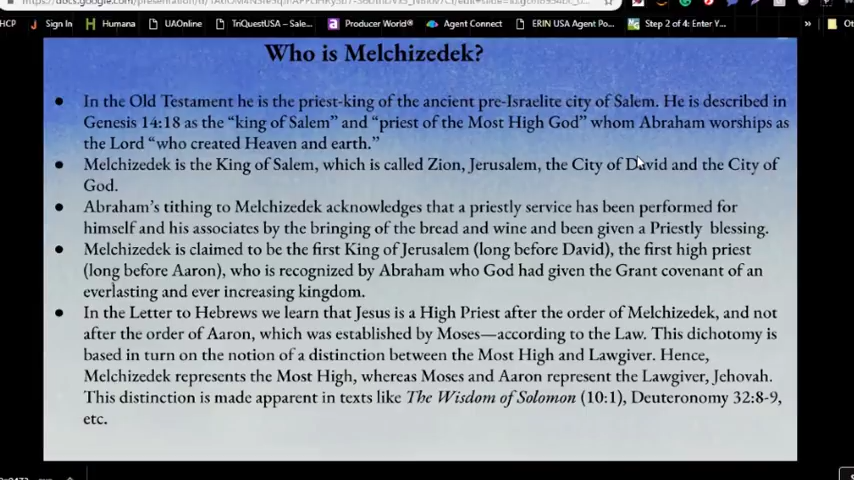 HCP
Sign In
Humana
UAOnline
TriQuestUSA – Sale...
Producer World®
Agent Connect
ERIN USA Agent Po...
Step 2 of 4: Enter Y...
»
Who is Melchizedek?
● In the Old Testament he is the priest-king of the ancient pre-Israelite city of Salem. He is described in
Genesis 14:18 as the “king of Salem” and “priest of the Most High God” whom Abraham worships as
the Lord “who created Heaven and earth.”
● Melchizedek is the King of Salem, which is called Zion, Jerusalem, the City of David and the City of
God.
● Abraham’s tithing to Melchizedek acknowledges that a priestly service has been performed for
himself and his associates by the bringing of the bread and wine and been given a Priestly blessing.
● Melchizedek is claimed to be the first King of Jerusalem (long before David), the first high priest
(long before Aaron), who is recognized by Abraham who God had given the Grant covenant of an
everlasting and ever increasing kingdom.
● In the Letter to Hebrews we learn that Jesus is a High Priest after the order of Melchizedek, and not
after the order of Aaron, which was established by Moses—according to the Law. This dichotomy is
based in turn on the notion of a distinction between the Most High and Lawgiver. Hence,
Melchizedek represents the Most High, whereas Moses and Aaron represent the Lawgiver, Jehovah.
This distinction is made apparent in texts like The Wisdom of Solomon (10:1), Deuteronomy 32:8-9,
etc.